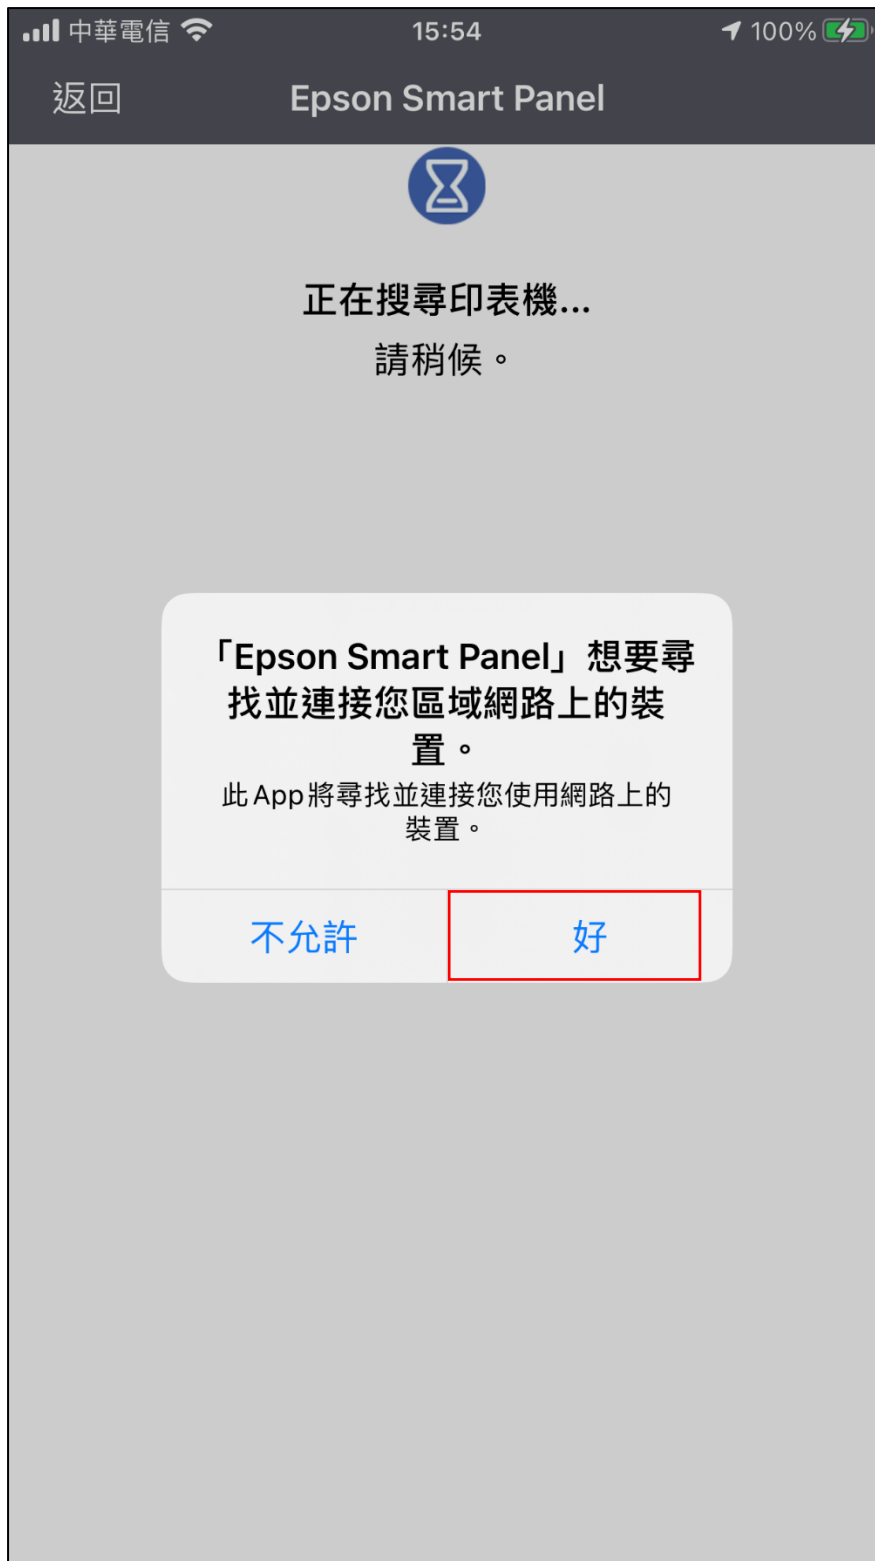 中華電信 15:54 100%
返回 Epson Smart Panel
正在搜尋印表機...
請稍候。
「Epson Smart Panel」想要尋
找並連接您區域網路上的裝
置。
此 App 將尋找並連接您使用網路上的
裝置。
不允許 好